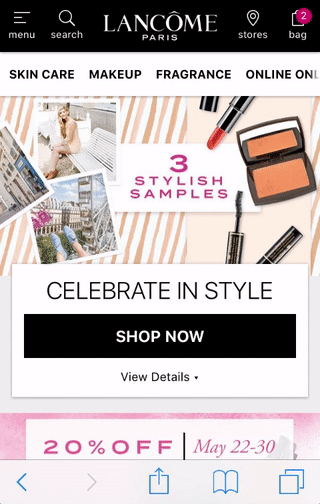 menu search LANCÔME stores bag 2
PARIS
SKIN CARE MAKEUP FRAGRANCE ONLINE ONL
3
STYLISH
SAMPLES
CELEBRATE IN STYLE
SHOP NOW
View Details
20% OFF | May 22-30